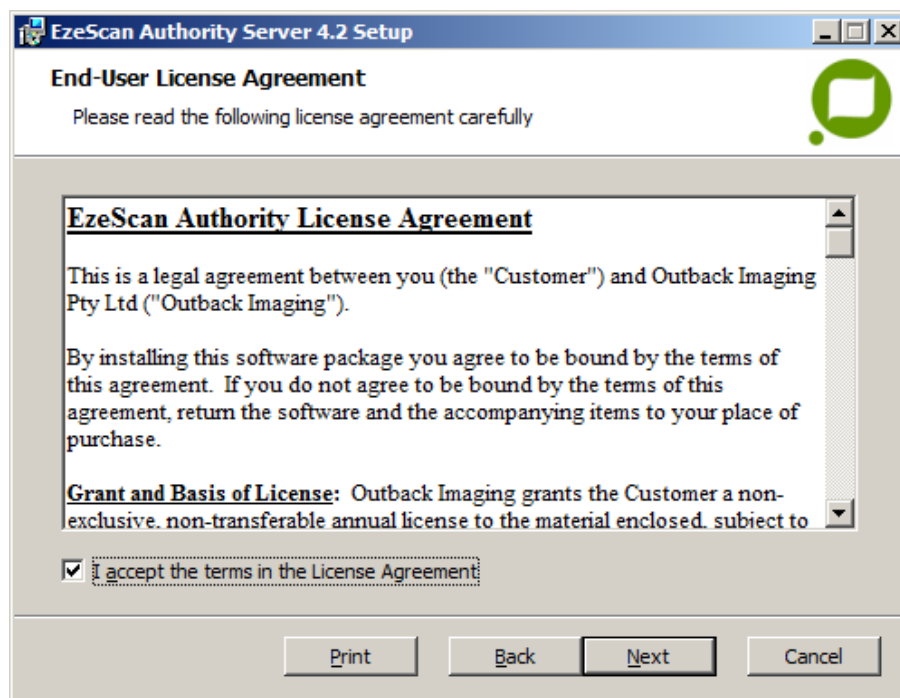 EzeScan Authority Server 4.2 Setup
End-User License Agreement
Please read the following license agreement carefully
EzeScan Authority License Agreement
This is a legal agreement between you (the "Customer") and Outback Imaging
Pty Ltd ("Outback Imaging").
By installing this software package you agree to be bound by the terms of
this agreement.  If you do not agree to be bound by the terms of this
agreement, return the software and the accompanying items to your place of
purchase.
Grant and Basis of License:  Outback Imaging grants the Customer a non-
exclusive, non-transferable annual license to the material enclosed, subject to
I accept the terms in the License Agreement
Print Back Next Cancel